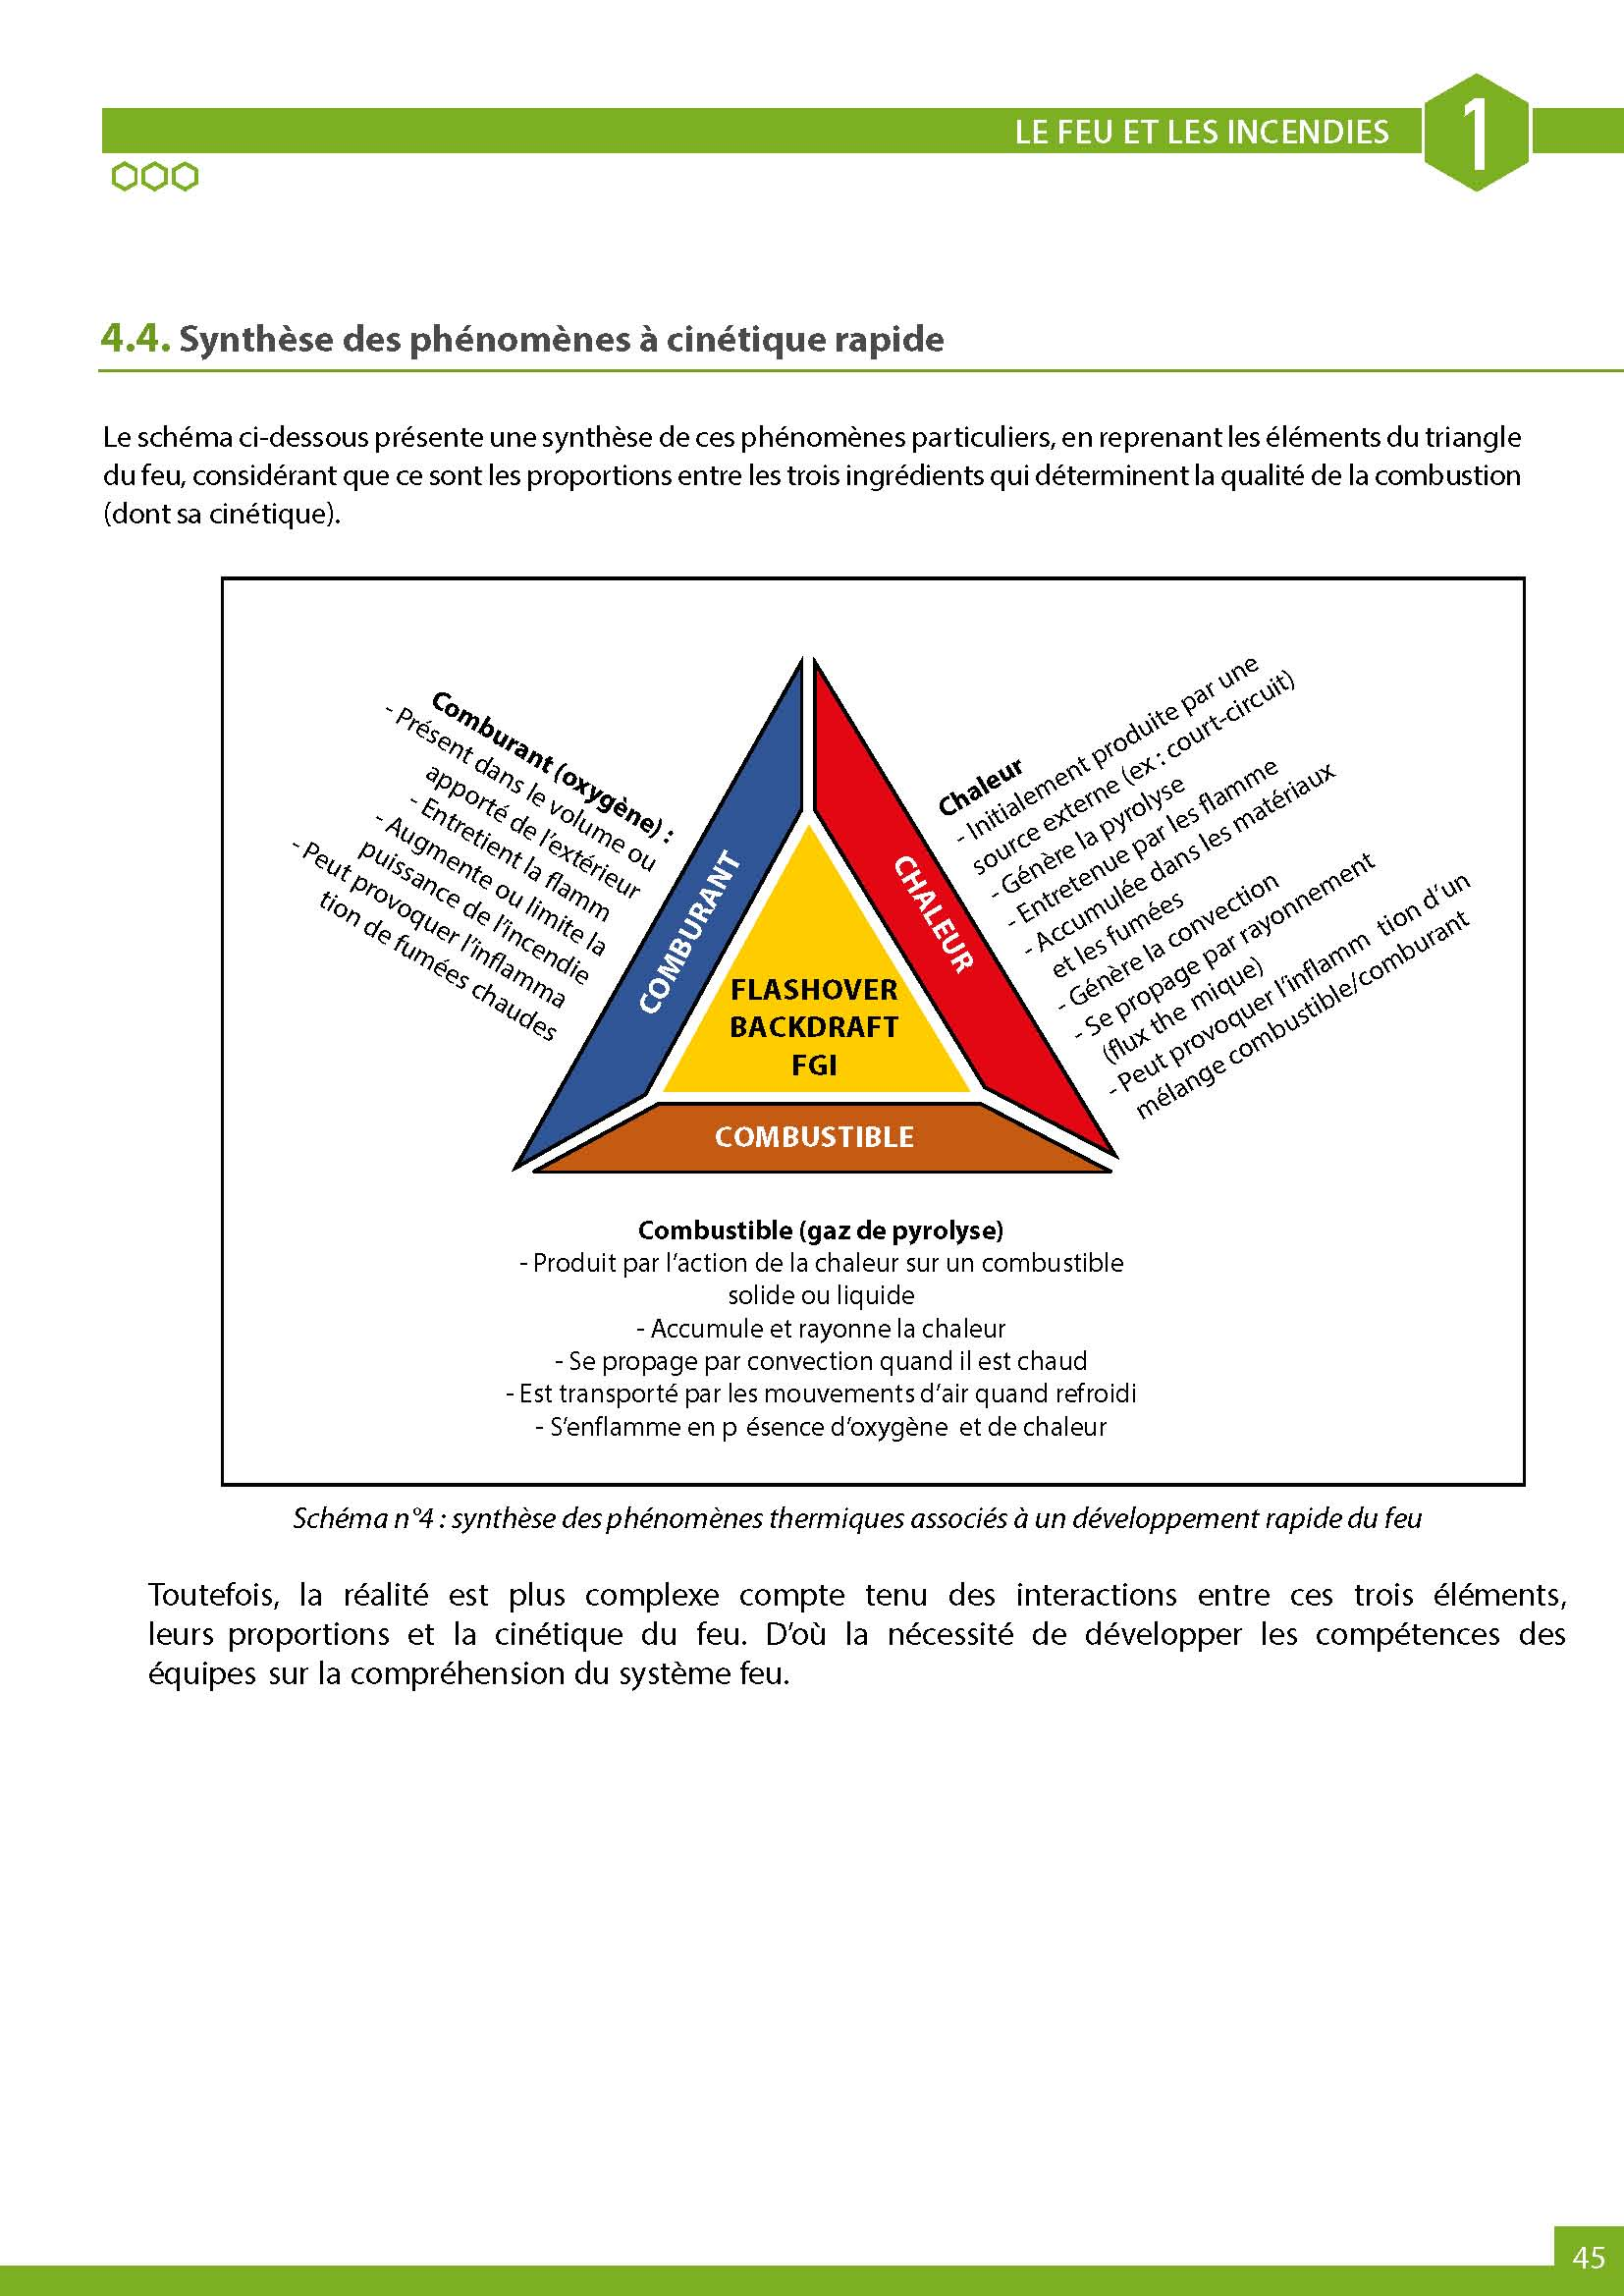 LE FEU ET LES INCENDIES
1
4.4. Synthèse des phénomènes à cinétique rapide
Le schéma ci-dessous présente une synthèse de ces phénomènes particuliers, en reprenant les éléments du triangle
du feu, considérant que ce sont les proportions entre les trois ingrédients qui déterminent la qualité de la combustion
(dont sa cinétique).
Comburant (oxygène) :
- Présent dans le volume ou
apporté de l'extérieur
- Entretient la flamm
- Augmente ou limite la
puissance de l'incendie
- Peut provoquer l'inflamma
tion de fumées chaudes
COMBURANT
CHALEUR
Chaleur
- Initialement produite par une
source externe (ex : court-circuit)
- Génère la pyrolyse
- Entretenue par les flamme
- Accumulée dans les matériaux
et les fumées
- Génère la convection
- Se propage par rayonnement
(flux the mique)
- Peut provoquer l'inflamm tion d'un
mélange combustible/comburant
FLASHOVER
BACKDRAFT
FGI
COMBUSTIBLE
Combustible (gaz de pyrolyse)
- Produit par l'action de la chaleur sur un combustible
solide ou liquide
- Accumule et rayonne la chaleur
- Se propage par convection quand il est chaud
- Est transporté par les mouvements d'air quand refroidi
- S'enflamme en p ésence d'oxygène et de chaleur
Schéma n°4 : synthèse des phénomènes thermiques associés à un développement rapide du feu
Toutefois, la réalité est plus complexe compte tenu des interactions entre ces trois éléments,
leurs proportions et la cinétique du feu. D'où la nécessité de développer les compétences des
équipes sur la compréhension du système feu.
45